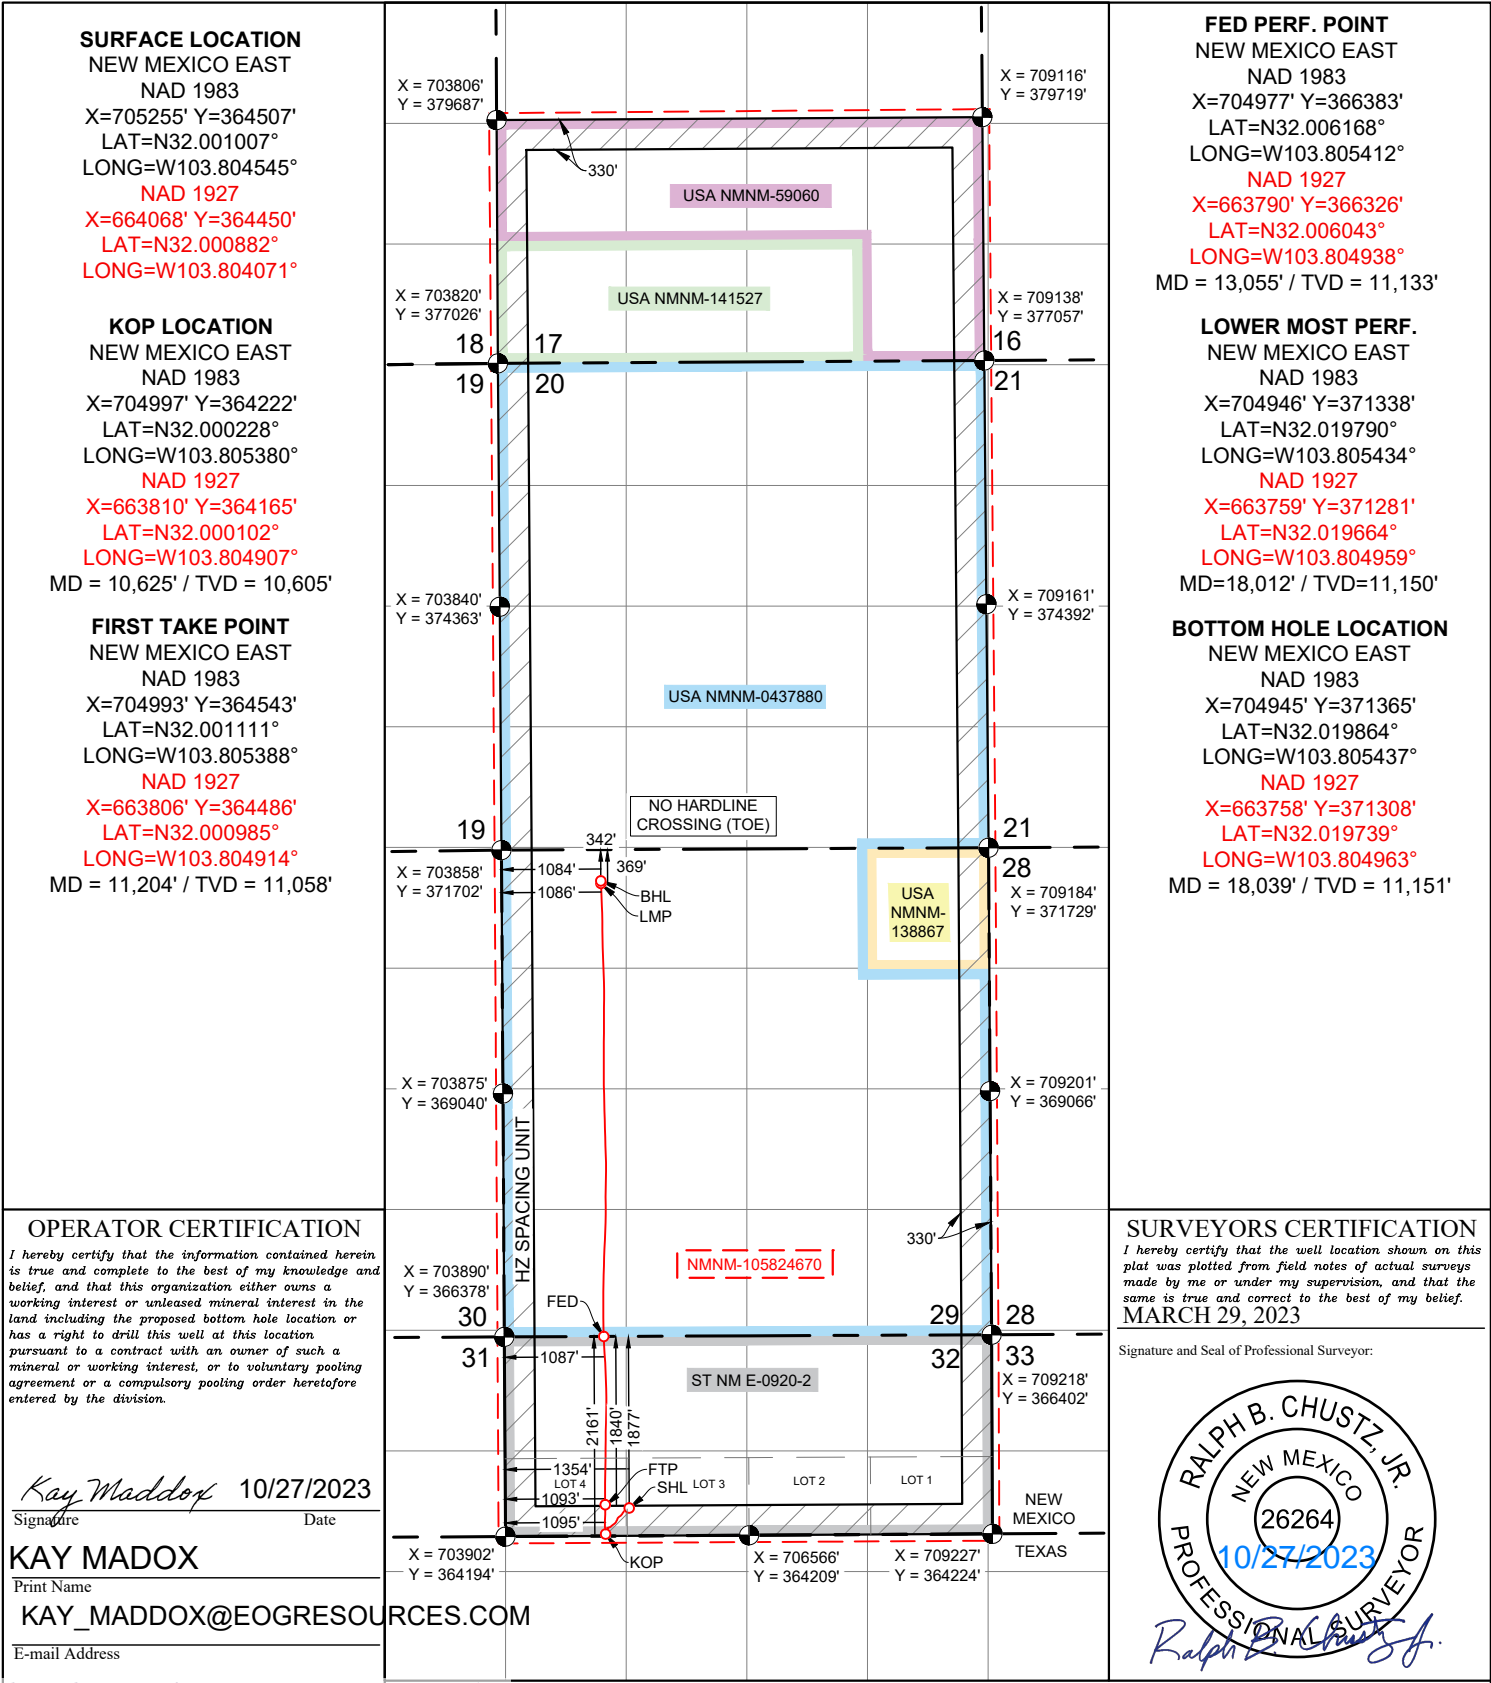 SURFACE LOCATION
NEW MEXICO EAST
NAD 1983
X=705255' Y=364507'
LAT=N32.001007°
LONG=W103.804545°
NAD 1927
X=664068' Y=364450'
LAT=N32.000882°
LONG=W103.804071°
KOP LOCATION
NEW MEXICO EAST
NAD 1983
X=704997' Y=364222'
LAT=N32.000228°
LONG=W103.805380°
NAD 1927
X=663810' Y=364165'
LAT=N32.000102°
LONG=W103.804907°
MD = 10,625' / TVD = 10,605'
FIRST TAKE POINT
NEW MEXICO EAST
NAD 1983
X=704993' Y=364543'
LAT=N32.001111°
LONG=W103.805388°
NAD 1927
X=663806' Y=364486'
LAT=N32.000985°
LONG=W103.804914°
MD = 11,204' / TVD = 11,058'
OPERATOR CERTIFICATION
I hereby certify that the information contained herein
is true and complete to the best of my knowledge and
belief, and that this organization either owns a
working interest or unleased mineral interest in the
land including the proposed bottom hole location or
has a right to drill this well at this location
pursuant to a contract with an owner of such a
mineral or working interest, or to voluntary pooling
agreement or a compulsory pooling order heretofore
entered by the division.
Kay Maddox 10/27/2023
Signature Date
KAY MADOX
Print Name
KAY_MADDOX@EOGRESOURCES.COM
E-mail Address
X = 703806'
Y = 379687'
X = 709116'
Y = 379719'
330'
USA NMNM-59060
USA NMNM-141527
X = 703820'
Y = 377026'
X = 709138'
Y = 377057'
18 17 16
19 20 21
X = 703840'
Y = 374363'
X = 709161'
Y = 374392'
USA NMNM-0437880
NO HARDLINE
CROSSING (TOE)
19 21
28
342'
369'
1084'
1086'
BHL
LMP
X = 703858'
Y = 371702'
USA
NMNM-
138867
X = 709184'
Y = 371729'
X = 703875'
Y = 369040'
X = 709201'
Y = 369066'
HZ SPACING UNIT
330'
NMNM-105824670
X = 703890'
Y = 366378'
FED
30 29 28
31 32 33
1087'
X = 709218'
Y = 366402'
ST NM E-0920-2
2161'
1840'
1877'
1354'
LOT 4 LOT 3 LOT 2 LOT 1
FTP
SHL
1093'
1095'
KOP
NEW
MEXICO
TEXAS
X = 703902'
Y = 364194'
X = 706566'
Y = 364209'
X = 709227'
Y = 364224'
FED PERF. POINT
NEW MEXICO EAST
NAD 1983
X=704977' Y=366383'
LAT=N32.006168°
LONG=W103.805412°
NAD 1927
X=663790' Y=366326'
LAT=N32.006043°
LONG=W103.804938°
MD = 13,055' / TVD = 11,133'
LOWER MOST PERF.
NEW MEXICO EAST
NAD 1983
X=704946' Y=371338'
LAT=N32.019790°
LONG=W103.805434°
NAD 1927
X=663759' Y=371281'
LAT=N32.019664°
LONG=W103.804959°
MD=18,012' / TVD=11,150'
BOTTOM HOLE LOCATION
NEW MEXICO EAST
NAD 1983
X=704945' Y=371365'
LAT=N32.019864°
LONG=W103.805437°
NAD 1927
X=663758' Y=371308'
LAT=N32.019739°
LONG=W103.804963°
MD = 18,039' / TVD = 11,151'
SURVEYORS CERTIFICATION
I hereby certify that the well location shown on this
plat was plotted from field notes of actual surveys
made by me or under my supervision, and that the
same is true and correct to the best of my belief.
MARCH 29, 2023
Signature and Seal of Professional Surveyor:
RALPH B. CHUSTZ, JR.
NEW MEXICO
26264
10/27/2023
PROFESSIONAL SURVEYOR
Ralph B. Chustz Jr.